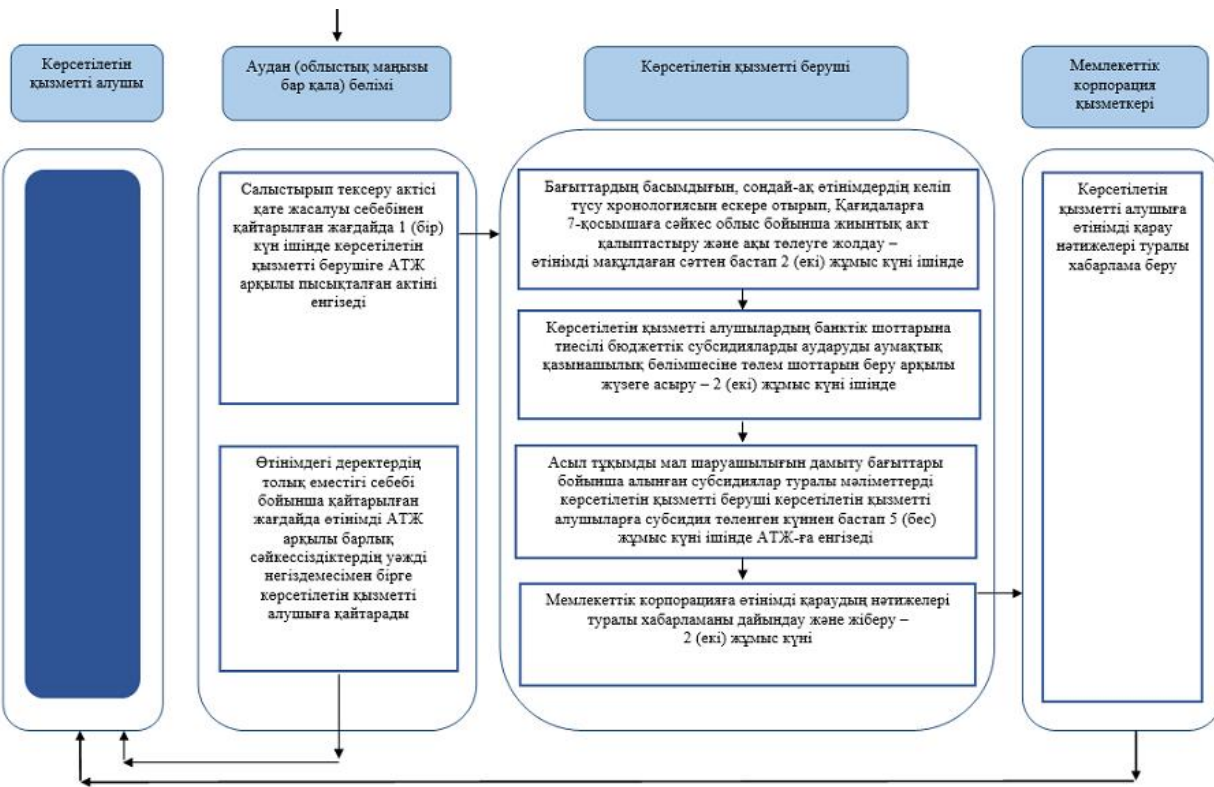 Көрсетілетін
қызметті алушы
Аудан (облыстық маңызы
бар қала) бөлімі
Көрсетілетін қызметті беруші
Мемлекеттік
корпорация
қызметкері
Салыстырып тексеру актісі
қате жасалуы себебінен
қайтарылған жағдайда 1 (бір)
күн ішінде көрсетілетін
қызметті берушіге АТЖ
арқылы пысықталған актіні
енгізеді
Өтінімдегі деректердің
толық еместігі себебі
бойынша қайтарылған
жағдайда өтінімді АТЖ
арқылы барлық
сәйкессіздіктердің уәжді
негіздемесімен бірге
көрсетілетін қызметті
алушыға қайтарады
Бағыттардың басымдығын, сондай-ақ өтінімдердің келіп
түсу хронологиясын ескере отырып, Қағидаларға
7-қосымшаға сәйкес облыс бойынша жиынтық акт
қалыптастыру және ақы төлеуге жолдау –
өтінімді мақұлдаған сәттен бастап 2 (екі) жұмыс күні ішінде
Көрсетілетін қызметті алушылардың банктік шоттарына
тиесілі бюджеттік субсидияларды аударуды аумақтық
қазынашылық бөлімшесіне төлем шоттарын беру арқылы
жүзеге асыру – 2 (екі) жұмыс күні ішінде
Асыл тұқымды мал шаруашылығын дамыту бағыттары
бойынша алынған субсидиялар туралы мәліметтерді
көрсетілетін қызметті беруші көрсетілетін қызметті
алушыларға субсидия төленген күннен бастап 5 (бес)
жұмыс күні ішінде АТЖ-ға енгізеді
Мемлекеттік корпорацияға өтінімді қараудың нәтижелері
туралы хабарламаны дайындау және жіберу –
2 (екі) жұмыс күні
Көрсетілетін
қызметті алушыға
өтінімді қарау
нәтижелері туралы
хабарлама беру